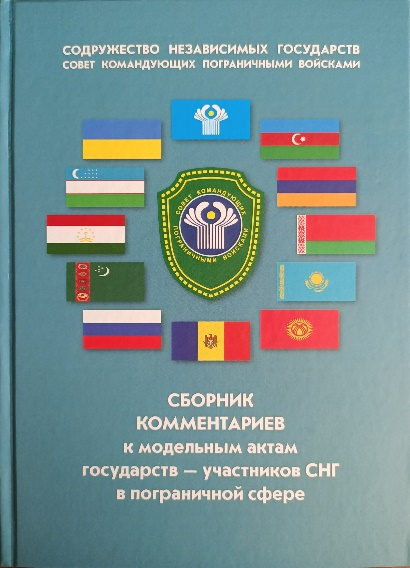 СОДРУЖЕСТВО НЕЗАВИСИМЫХ ГОСУДАРСТВ
СОВЕТ КОМАНДУЮЩИХ ПОГРАНИЧНЫМИ ВОЙСКАМИ
СОВЕТ КОМАНДУЮЩИХ
ПОГРАНИЧНЫМИ ВОЙСКАМИ
СБОРНИК
КОММЕНТАРИЕВ
к модельным актам
государств — участников СНГ
в пограничной сфере